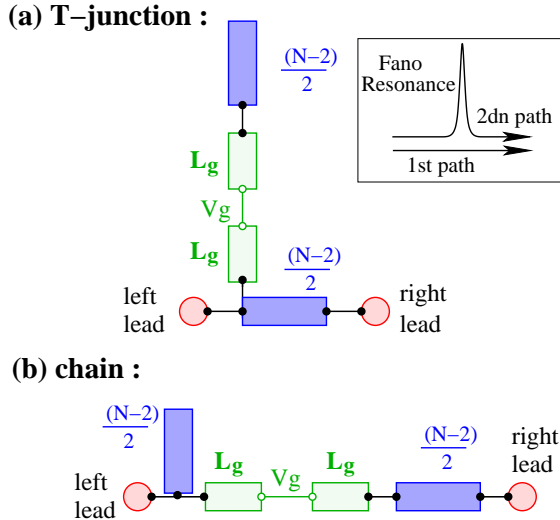 (a) T–junction :
(N–2)
2
Fano
Resonance
2dn path
1st path
Lg
Vg
Lg
(N–2)
2
left
lead
right
lead
(b) chain :
(N–2)
2
Lg
Vg
Lg
(N–2)
2
right
lead
left
lead